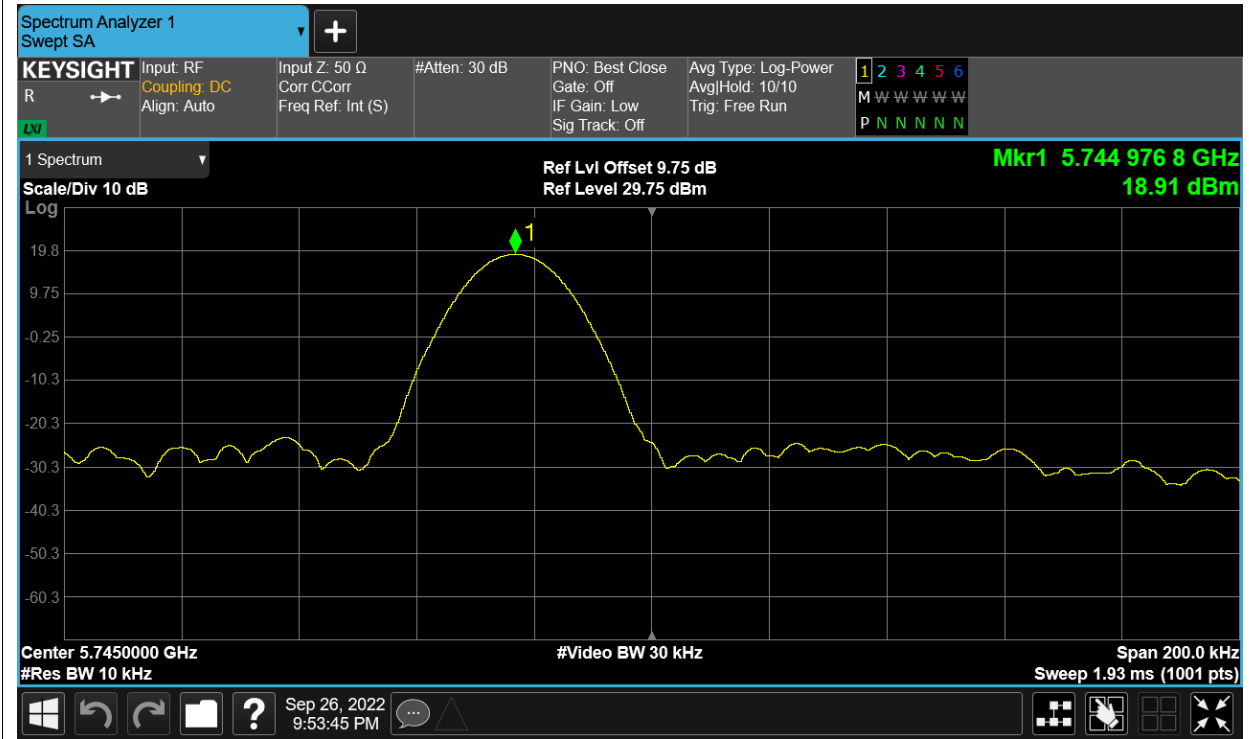 Spectrum Analyzer 1
Swept SA
KEYSIGHT
R
LXI
Input: RF
Coupling: DC
Align: Auto
Input Z: 50 Ω
Corr CCorr
Freq Ref: Int (S)
#Atten: 30 dB
PNO: Best Close
Gate: Off
IF Gain: Low
Sig Track: Off
Avg Type: Log-Power
Avg|Hold: 10/10
Trig: Free Run
1 2 3 4 5 6
M W W W W W
P N N N N N
1 Spectrum
Scale/Div 10 dB
Log
Ref Lvl Offset 9.75 dB
Ref Level 29.75 dBm
Mkr1 5.744 976 8 GHz
18.91 dBm
1
19.8
9.75
-0.25
-10.3
-20.3
-30.3
-40.3
-50.3
-60.3
Center 5.7450000 GHz
#Video BW 30 kHz
Span 200.0 kHz
#Res BW 10 kHz
Sweep 1.93 ms (1001 pts)
?
Sep 26, 2022
9:53:45 PM